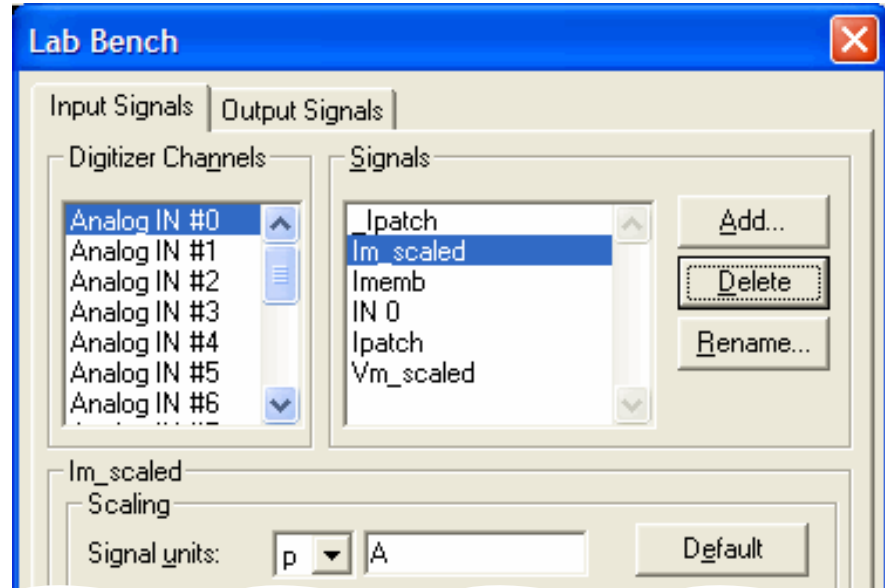 Lab Bench
Input Signals
Output Signals
Digitizer Channels
Analog IN #0
Analog IN #1
Analog IN #2
Analog IN #3
Analog IN #4
Analog IN #5
Analog IN #6
Signals
_Ipatch
Im_scaled
Imemb
IN 0
Ipatch
Vm_scaled
Add...
Delete
Rename...
Im_scaled
Scaling
Signal units:
p
A
Default